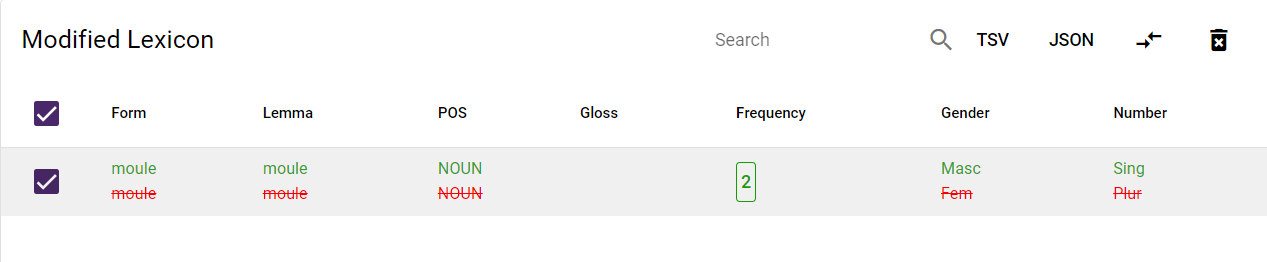 Modified Lexicon Search TSV JSON
Form Lemma POS Gloss Frequency Gender Number
moule moule NOUN 2 Masc Sing
moule moule NOUN Fem Plur